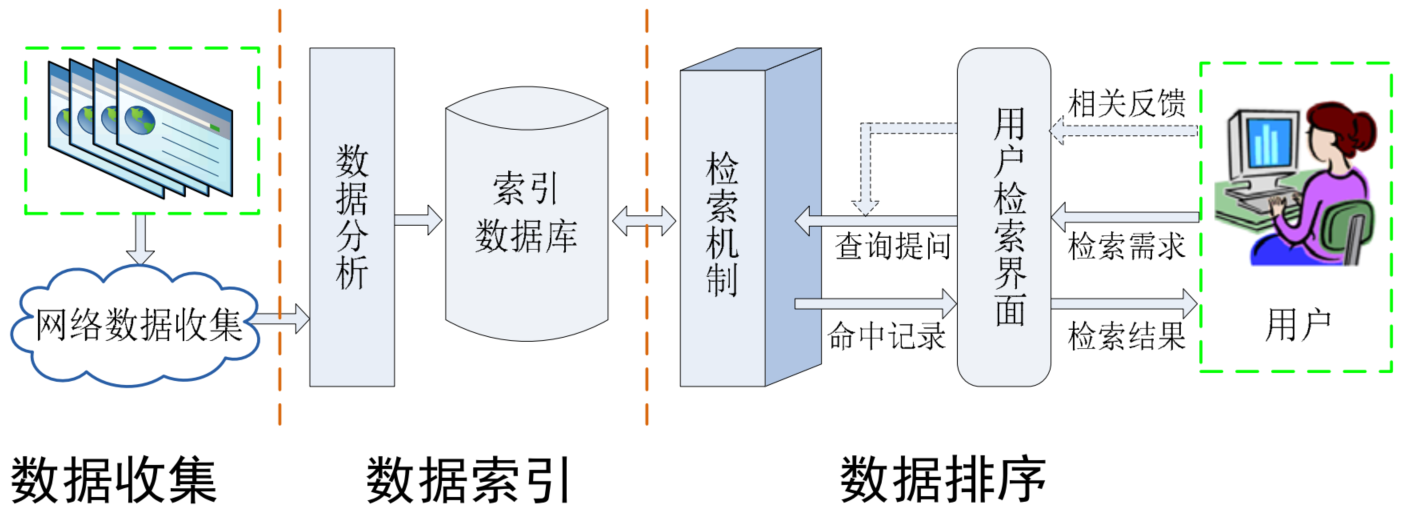 网络数据收集
数据分析
索引
数据库
检索机制
查询提问
命中记录
用户检索界面
相关反馈
检索需求
检索结果
用户
数据收集
数据索引
数据排序